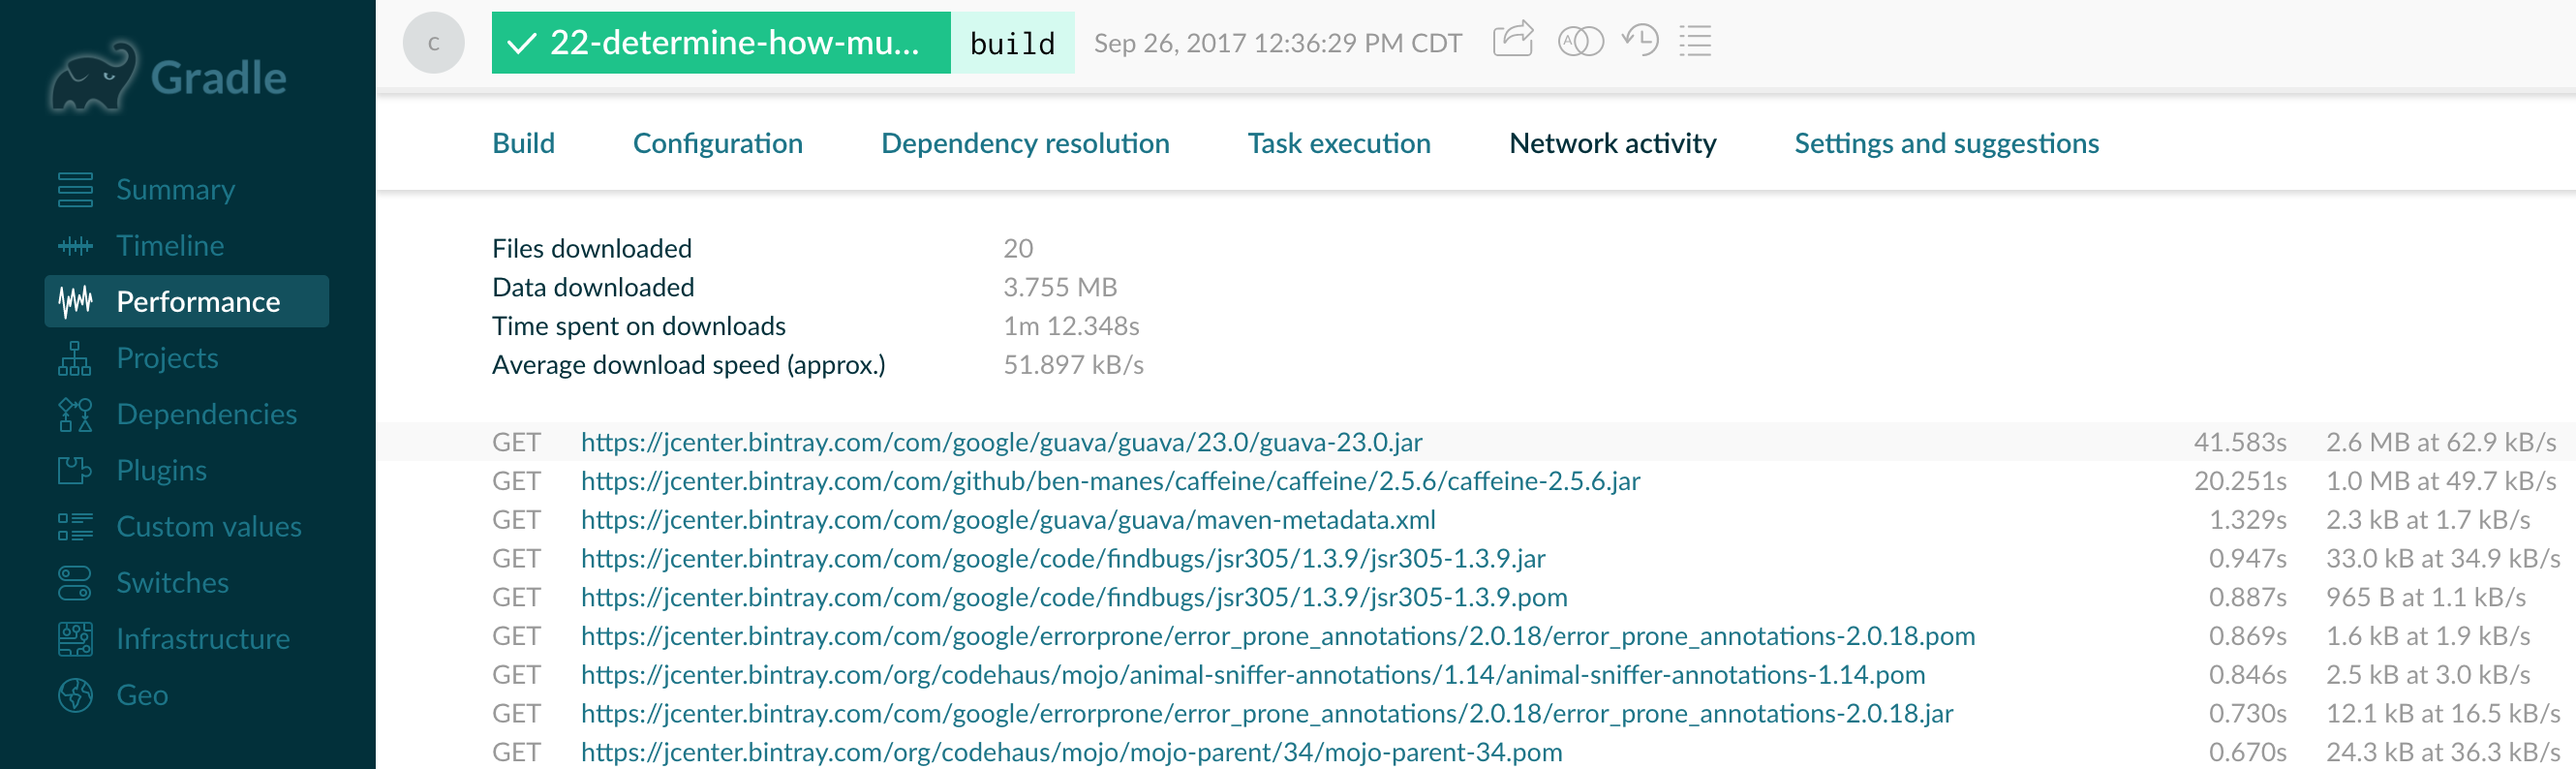 Gradle
Summary
Timeline
Performance
Projects
Dependencies
Plugins
Custom values
Switches
Infrastructure
Geo
C 22-determine-how-mu... build Sep 26, 2017 12:36:29 PM CDT
Build Configuration Dependency resolution Task execution Network activity Settings and suggestions
Files downloaded 20
Data downloaded 3.755 MB
Time spent on downloads 1m 12.348s
Average download speed (approx.) 51.897 kB/s
GET https://jcenter.bintray.com/com/google/guava/guava/23.0/guava-23.0.jar 41.583s 2.6 MB at 62.9 kB/s
GET https://jcenter.bintray.com/com/github/ben-manes/caffeine/caffeine/2.5.6/caffeine-2.5.6.jar 20.251s 1.0 MB at 49.7 kB/s
GET https://jcenter.bintray.com/com/google/guava/guava/maven-metadata.xml 1.329s 2.3 kB at 1.7 kB/s
GET https://jcenter.bintray.com/com/google/code/findbugs/jsr305/1.3.9/jsr305-1.3.9.jar 0.947s 33.0 kB at 34.9 kB/s
GET https://jcenter.bintray.com/com/google/code/findbugs/jsr305/1.3.9/jsr305-1.3.9.pom 0.887s 965 B at 1.1 kB/s
GET https://jcenter.bintray.com/com/google/errorprone/error_prone_annotations/2.0.18/error_prone_annotations-2.0.18.pom 0.869s 1.6 kB at 1.9 kB/s
GET https://jcenter.bintray.com/org/codehaus/mojo/animal-sniffer-annotations/1.14/animal-sniffer-annotations-1.14.pom 0.846s 2.5 kB at 3.0 kB/s
GET https://jcenter.bintray.com/com/google/errorprone/error_prone_annotations/2.0.18/error_prone_annotations-2.0.18.jar 0.730s 12.1 kB at 16.5 kB/s
GET https://jcenter.bintray.com/org/codehaus/mojo/mojo-parent/34/mojo-parent-34.pom 0.670s 24.3 kB at 36.3 kB/s